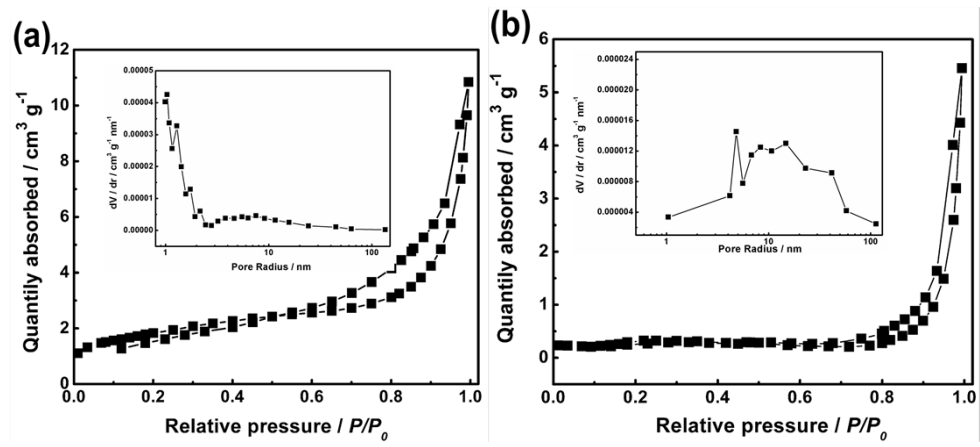 (a)
Quantily absorbed / cm³ g⁻¹
12
10
8
6
4
2
0
0.0 0.2 0.4 0.6 0.8 1.0
Relative pressure / P/P₀
dV / dr / cm³ g⁻¹ nm⁻¹
0.00005
0.00004
0.00003
0.00002
0.00001
0.00000
1 10 100
Pore Radius / nm
(b)
Quantily absorbed / cm³ g⁻¹
6
5
4
3
2
1
0
0.0 0.2 0.4 0.6 0.8 1.0
Relative pressure / P/P₀
dV / dr / cm³ g⁻¹ nm⁻¹
0.000024
0.000020
0.000016
0.000012
0.000008
0.000004
1 10 100
Pore Radius / nm